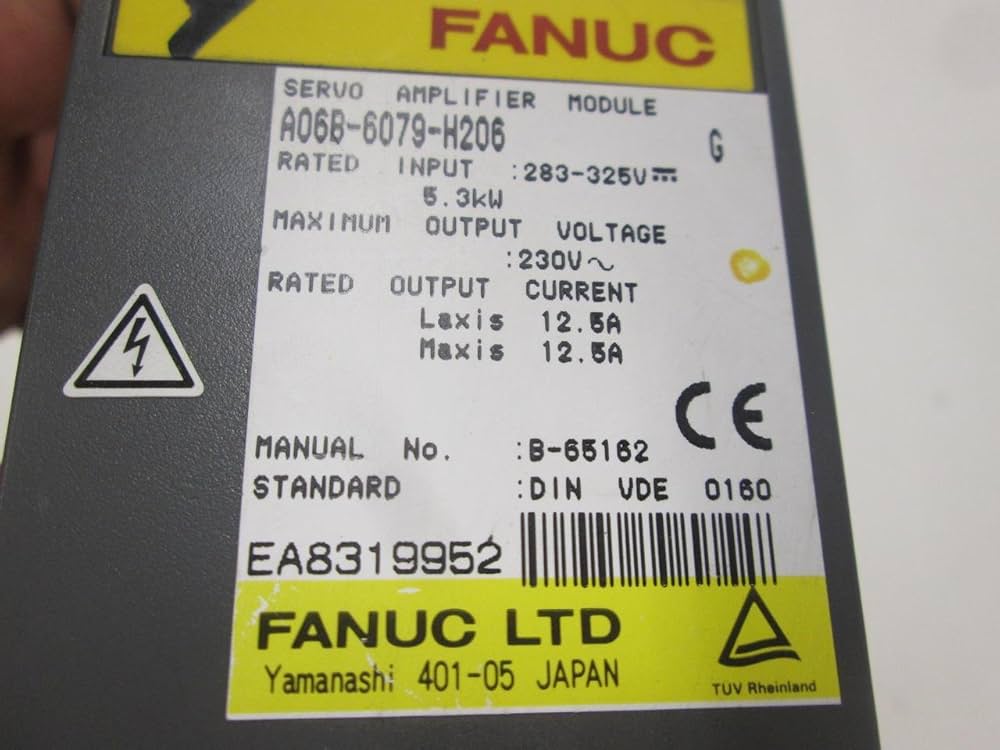 FANUC
SERVO AMPLIFIER MODULE
A06B-6079-H206 G
RATED INPUT :283-325V⎓
5.3kW
MAXIMUM OUTPUT VOLTAGE
:230V~
RATED OUTPUT CURRENT
Laxis 12.5A
Maxis 12.5A
CE
MANUAL No. :B-65162
STANDARD :DIN VDE 0160
EA8319952
FANUC LTD
Yamanashi 401-05 JAPAN
TÜV Rheinland